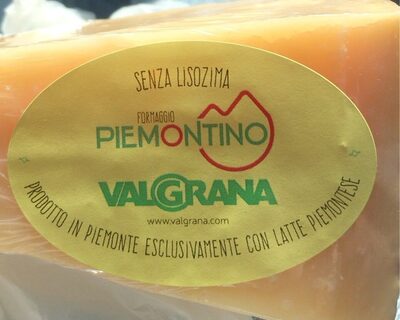 SENZA LISOZIMA
FORMAGGIO
PIEMONTINO
VALGRANA
www.valgrana.com
PRODOTTO IN PIEMONTE ESCLUSIVAMENTE CON LATTE PIEMONTESE